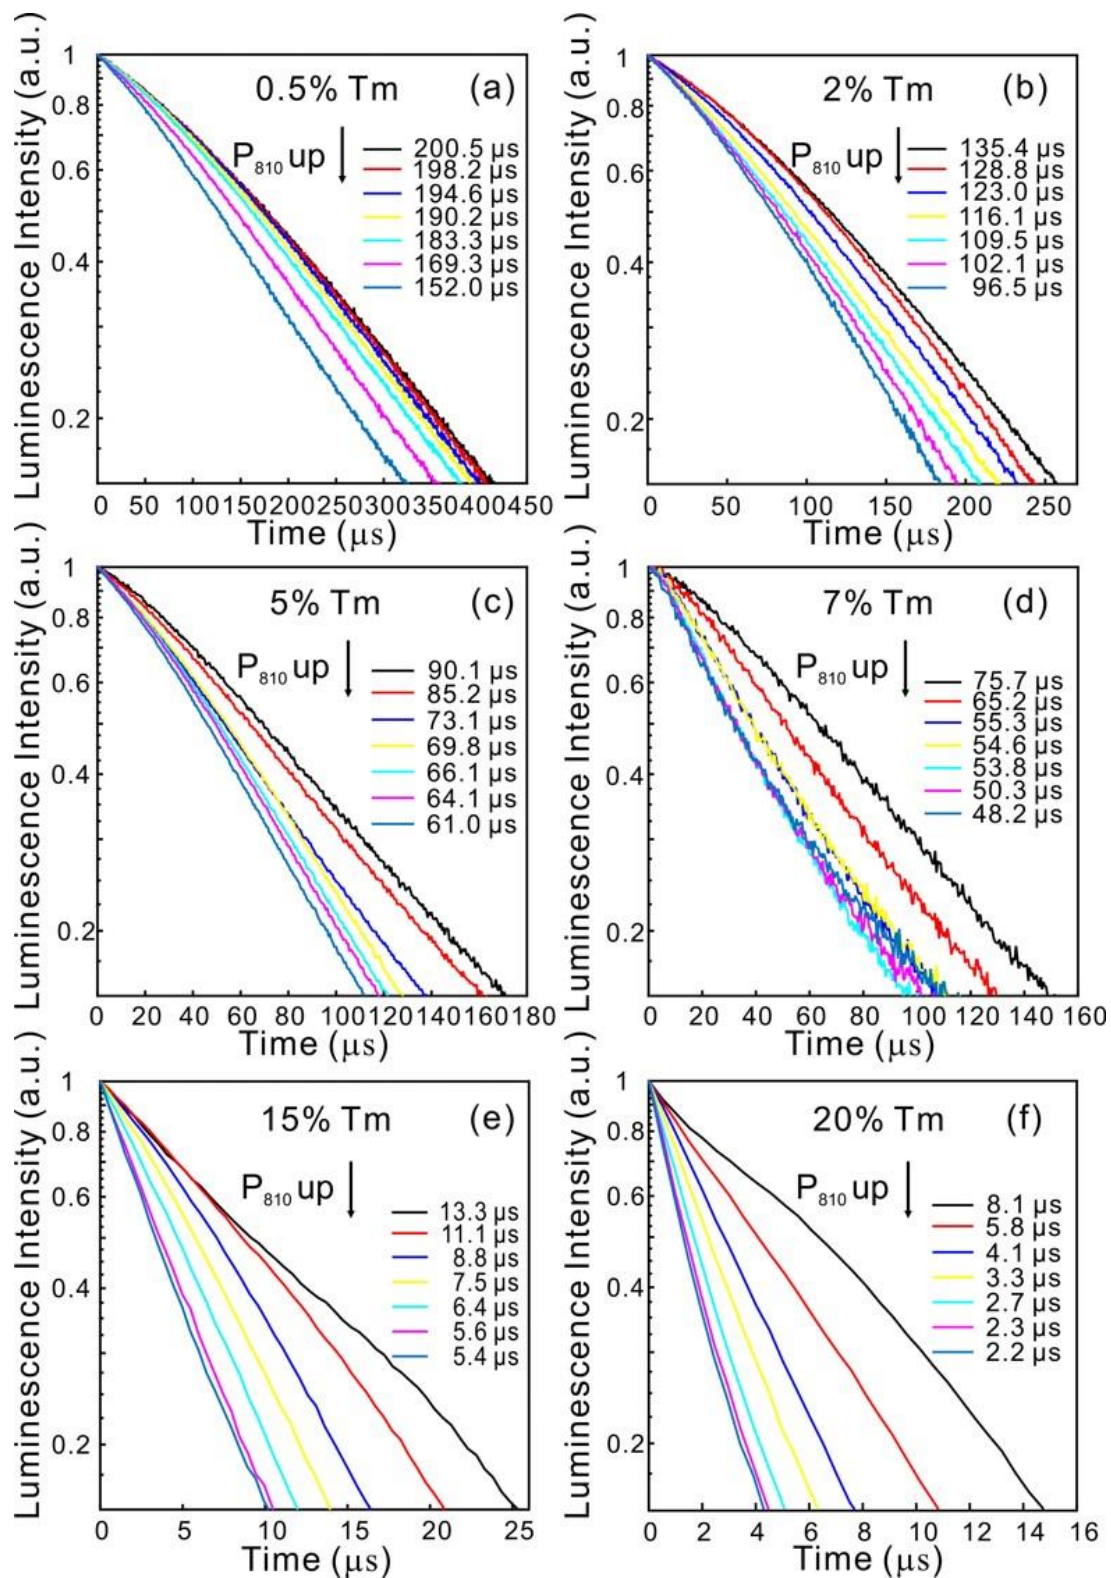 Luminescence Intensity (a.u.)
1
0.8
0.6
0.4
0.2
0.5% Tm
(a)
P810 up
200.5 μs
198.2 μs
194.6 μs
190.2 μs
183.3 μs
169.3 μs
152.0 μs
0 50 100 150 200 250 300 350 400 450
Time (μs)
Luminescence Intensity (a.u.)
1
0.8
0.6
0.4
0.2
2% Tm
(b)
P810 up
135.4 μs
128.8 μs
123.0 μs
116.1 μs
109.5 μs
102.1 μs
96.5 μs
0 50 100 150 200 250
Time (μs)
Luminescence Intensity (a.u.)
1
0.8
0.6
0.4
0.2
5% Tm
(c)
P810 up
90.1 μs
85.2 μs
73.1 μs
69.8 μs
66.1 μs
64.1 μs
61.0 μs
0 20 40 60 80 100 120 140 160 180
Time (μs)
Luminescence Intensity (a.u.)
1
0.8
0.6
0.4
0.2
7% Tm
(d)
P810 up
75.7 μs
65.2 μs
55.3 μs
54.6 μs
53.8 μs
50.3 μs
48.2 μs
0 20 40 60 80 100 120 140 160
Time (μs)
Luminescence Intensity (a.u.)
1
0.8
0.6
0.4
0.2
15% Tm
(e)
P810 up
13.3 μs
11.1 μs
8.8 μs
7.5 μs
6.4 μs
5.6 μs
5.4 μs
0 5 10 15 20 25
Time (μs)
Luminescence Intensity (a.u.)
1
0.8
0.6
0.4
0.2
20% Tm
(f)
P810 up
8.1 μs
5.8 μs
4.1 μs
3.3 μs
2.7 μs
2.3 μs
2.2 μs
0 2 4 6 8 10 12 14 16
Time (μs)